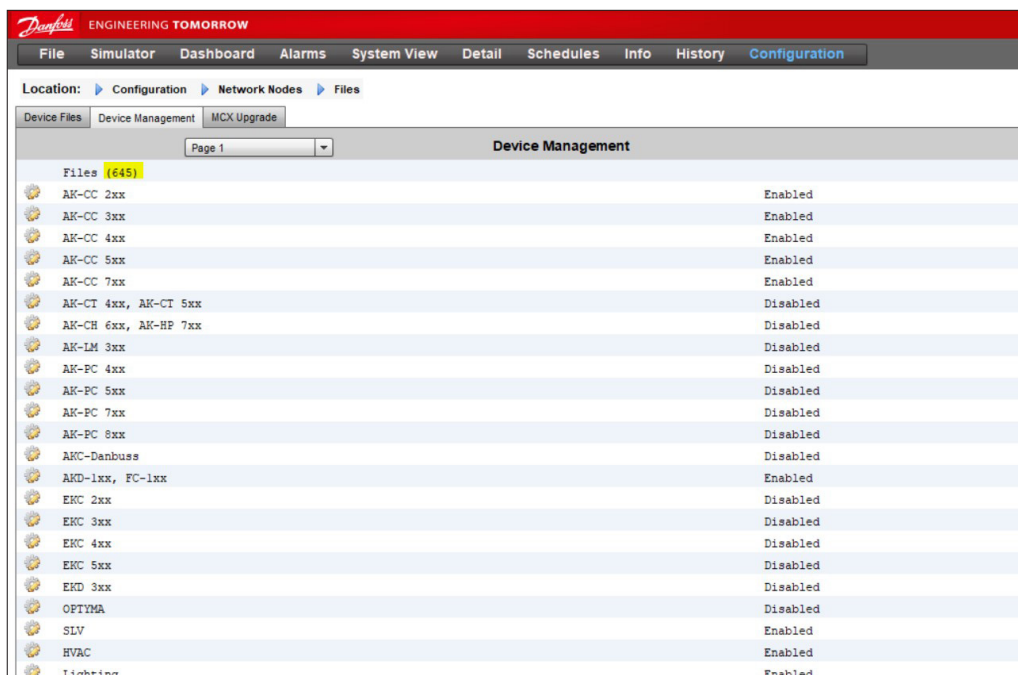 Danfoss ENGINEERING TOMORROW
File Simulator Dashboard Alarms System View Detail Schedules Info History Configuration
Location: Configuration Network Nodes Files
Device Files Device Management MCX Upgrade
Page 1 Device Management
Files (645)
AK-CC 2xx Enabled
AK-CC 3xx Enabled
AK-CC 4xx Enabled
AK-CC 5xx Enabled
AK-CC 7xx Enabled
AK-CT 4xx, AK-CT 5xx Disabled
AK-CH 6xx, AK-HP 7xx Disabled
AK-LM 3xx Disabled
AK-PC 4xx Disabled
AK-PC 5xx Disabled
AK-PC 7xx Disabled
AK-PC 8xx Disabled
AKC-Danbuss Disabled
AKD-1xx, FC-1xx Enabled
EKC 2xx Disabled
EKC 3xx Disabled
EKC 4xx Disabled
EKC 5xx Disabled
EKD 3xx Disabled
OPTYMA Disabled
SLV Enabled
HVAC Enabled
Lighting Enabled